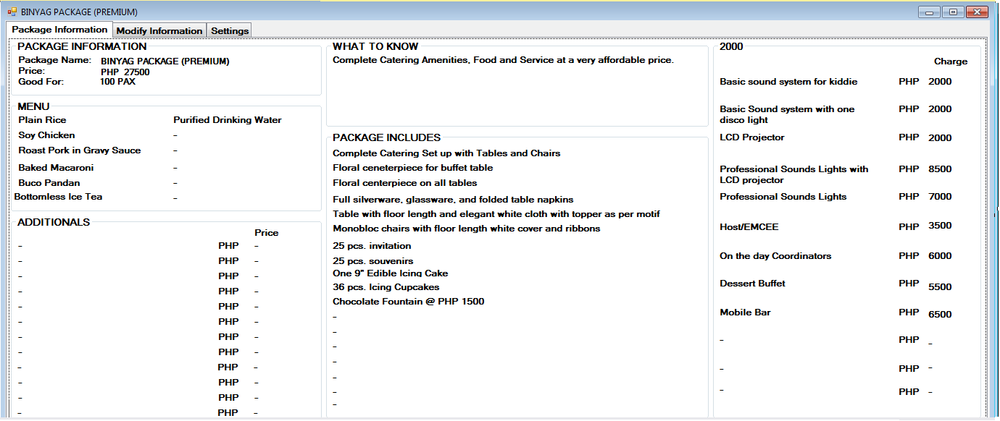 BINYAG PACKAGE (PREMIUM)
Package Information Modify Information Settings
PACKAGE INFORMATION
Package Name: BINYAG PACKAGE (PREMIUM)
Price: PHP 27500
Good For: 100 PAX
MENU
Plain Rice Purified Drinking Water
Soy Chicken -
Roast Pork in Gravy Sauce -
Baked Macaroni -
Buco Pandan -
Bottomless Ice Tea -
ADDITIONALS
Price
- PHP -
- PHP -
- PHP -
- PHP -
- PHP -
- PHP -
- PHP -
- PHP -
- PHP -
- PHP -
- PHP -
- PHP -
WHAT TO KNOW
Complete Catering Amenities, Food and Service at a very affordable price.
PACKAGE INCLUDES
Complete Catering Set up with Tables and Chairs
Floral ceneterpiece for buffet table
Floral centerpiece on all tables
Full silverware, glassware, and folded table napkins
Table with floor length and elegant white cloth with topper as per motif
Monobloc chairs with floor length white cover and ribbons
25 pcs. invitation
25 pcs. souvenirs
One 9" Edible Icing Cake
36 pcs. Icing Cupcakes
Chocolate Fountain @ PHP 1500
-
-
-
-
-
-
-
2000
Charge
Basic sound system for kiddie PHP 2000
Basic Sound system with one PHP 2000
disco light
LCD Projector PHP 2000
Professional Sounds Lights with PHP 8500
LCD projector
Professional Sounds Lights PHP 7000
Host/EMCEE PHP 3500
On the day Coordinators PHP 6000
Dessert Buffet PHP 5500
Mobile Bar PHP 6500
- PHP -
- PHP -
- PHP -